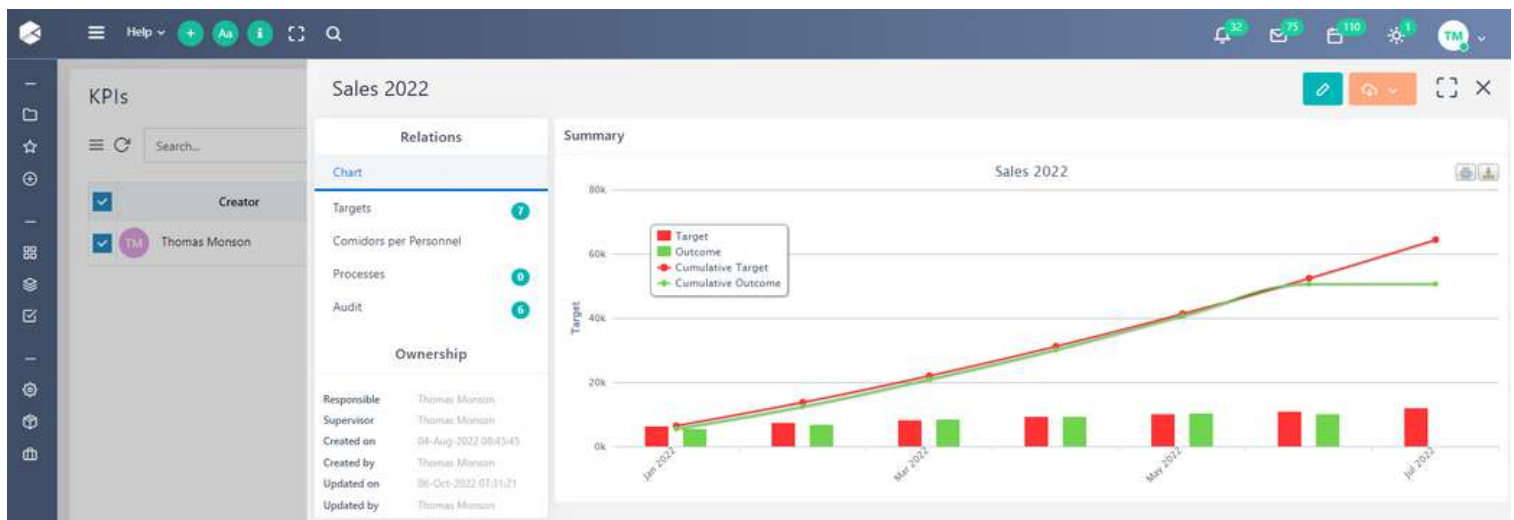 Help
Aa
i
32
75
110
1
TM
KPIs
Search...
Creator
TM
Thomas Monson
Sales 2022
Relations
Chart
Targets
7
Comidors per Personnel
Processes
0
Audit
6
Ownership
Responsible Thomas Monson
Supervisor Thomas Monson
Created on 04-Aug-2022 08:45:45
Created by Thomas Monson
Updated on 06-Oct-2022 07:31:21
Updated by Thomas Monson
Summary
Sales 2022
80k
60k
40k
20k
0k
Target
Target
Outcome
Cumulative Target
Cumulative Outcome
Jan 2022
Mar 2022
May 2022
Jul 2022